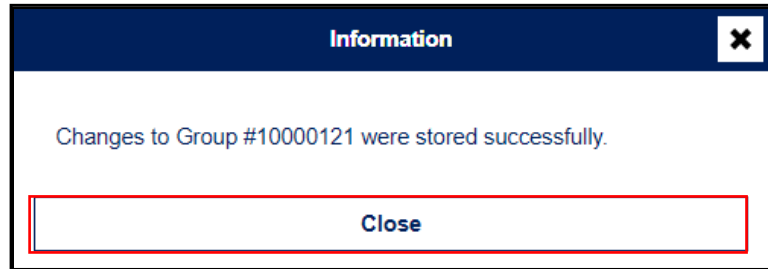 Information
Changes to Group #10000121 were stored successfully.
Close